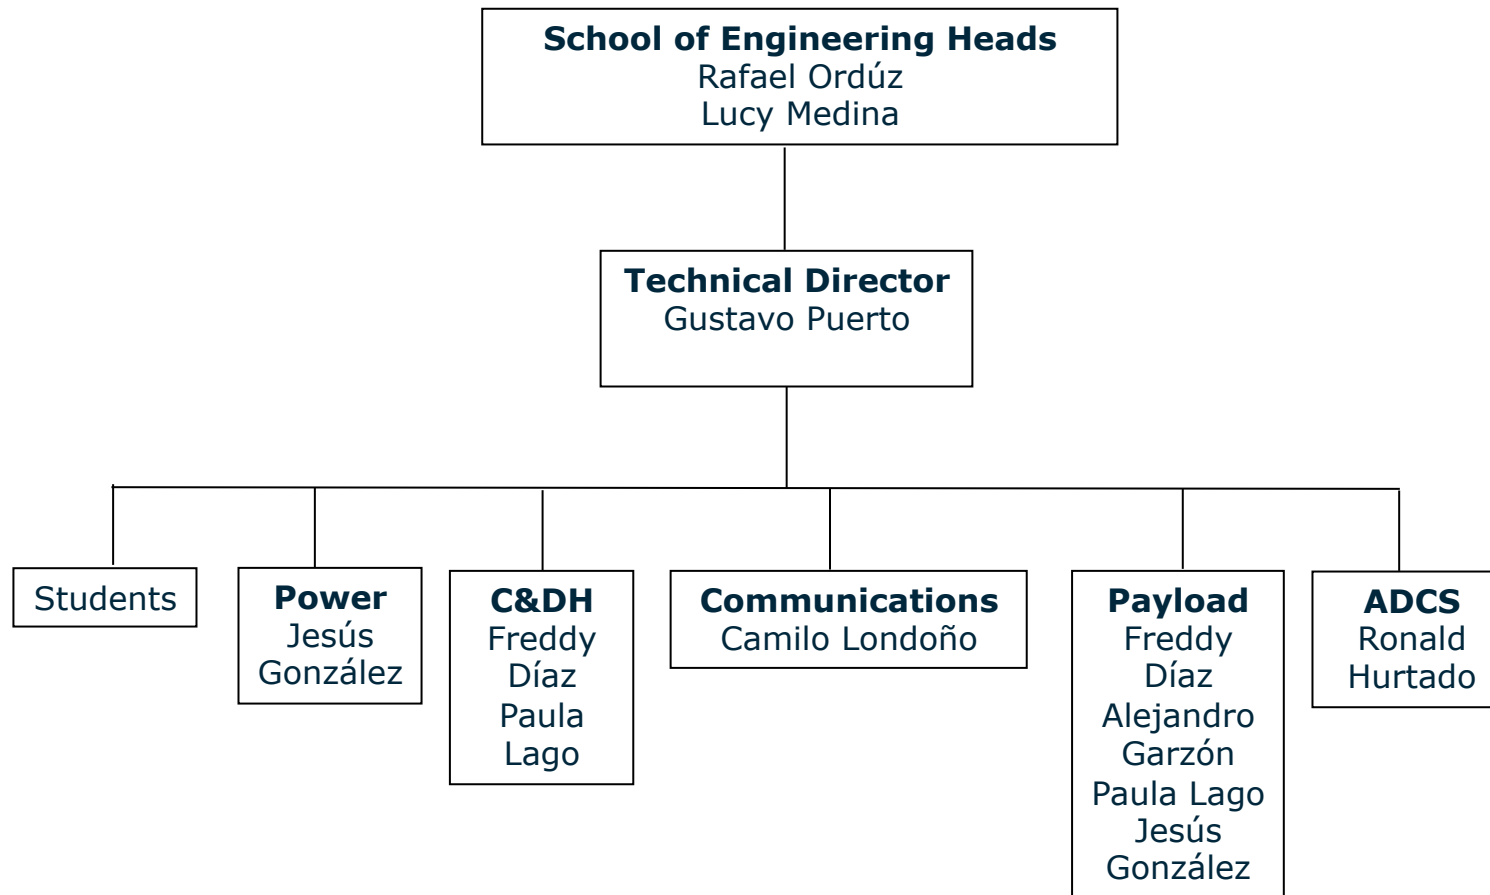 School of Engineering Heads
Rafael Ordúz
Lucy Medina
Technical Director
Gustavo Puerto
Students
Power
Jesús
González
C&DH
Freddy
Díaz
Paula
Lago
Communications
Camilo Londoño
Payload
Freddy
Díaz
Alejandro
Garzón
Paula Lago
Jesús
González
ADCS
Ronald
Hurtado